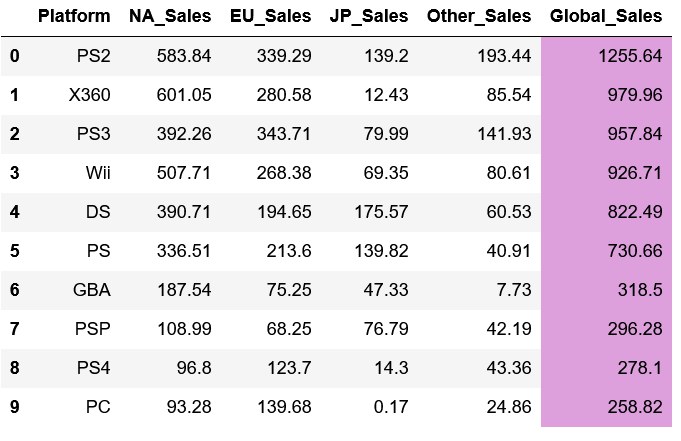 Platform NA_Sales EU_Sales JP_Sales Other_Sales Global_Sales
0 PS2 583.84 339.29 139.2 193.44 1255.64
1 X360 601.05 280.58 12.43 85.54 979.96
2 PS3 392.26 343.71 79.99 141.93 957.84
3 Wii 507.71 268.38 69.35 80.61 926.71
4 DS 390.71 194.65 175.57 60.53 822.49
5 PS 336.51 213.6 139.82 40.91 730.66
6 GBA 187.54 75.25 47.33 7.73 318.5
7 PSP 108.99 68.25 76.79 42.19 296.28
8 PS4 96.8 123.7 14.3 43.36 278.1
9 PC 93.28 139.68 0.17 24.86 258.82